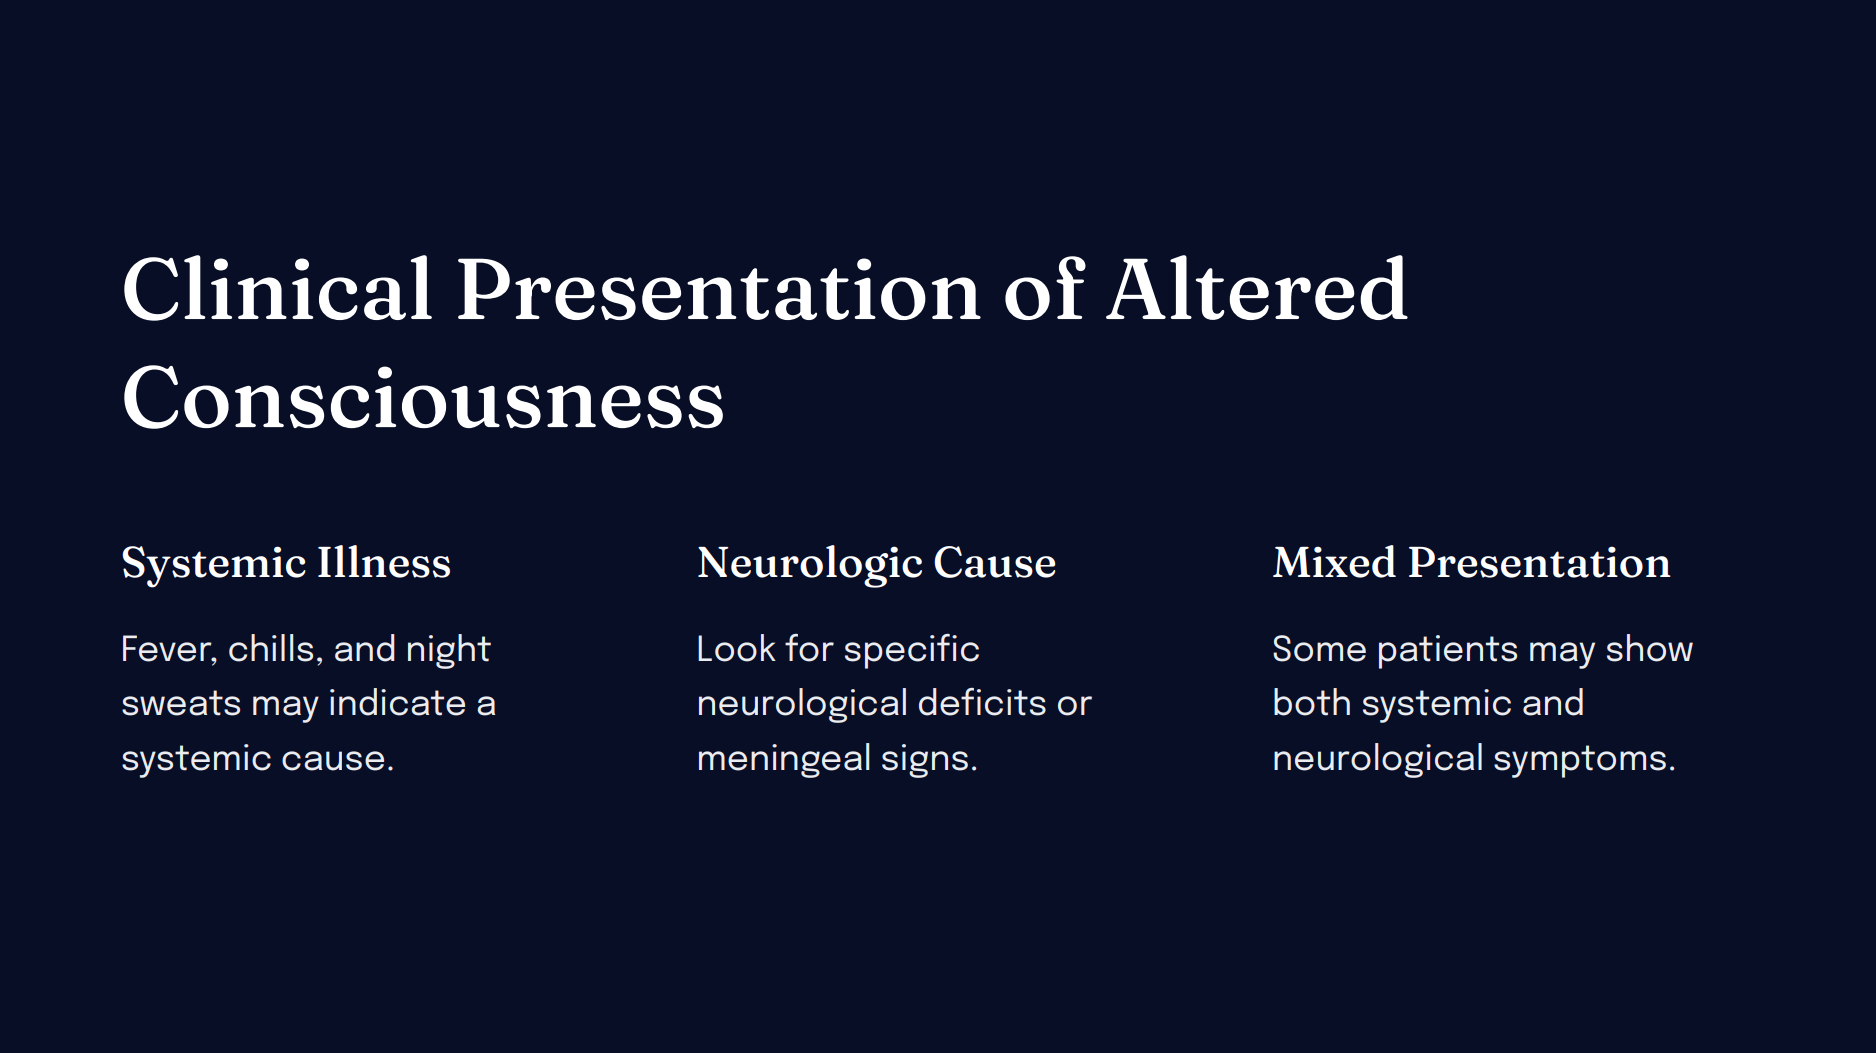 Clinical Presentation of Altered
Consciousness
Systemic Illness
Fever, chills, and night
sweats may indicate a
systemic cause.
Neurologic Cause
Look for specific
neurological deficits or
meningeal signs.
Mixed Presentation
Some patients may show
both systemic and
neurological symptoms.